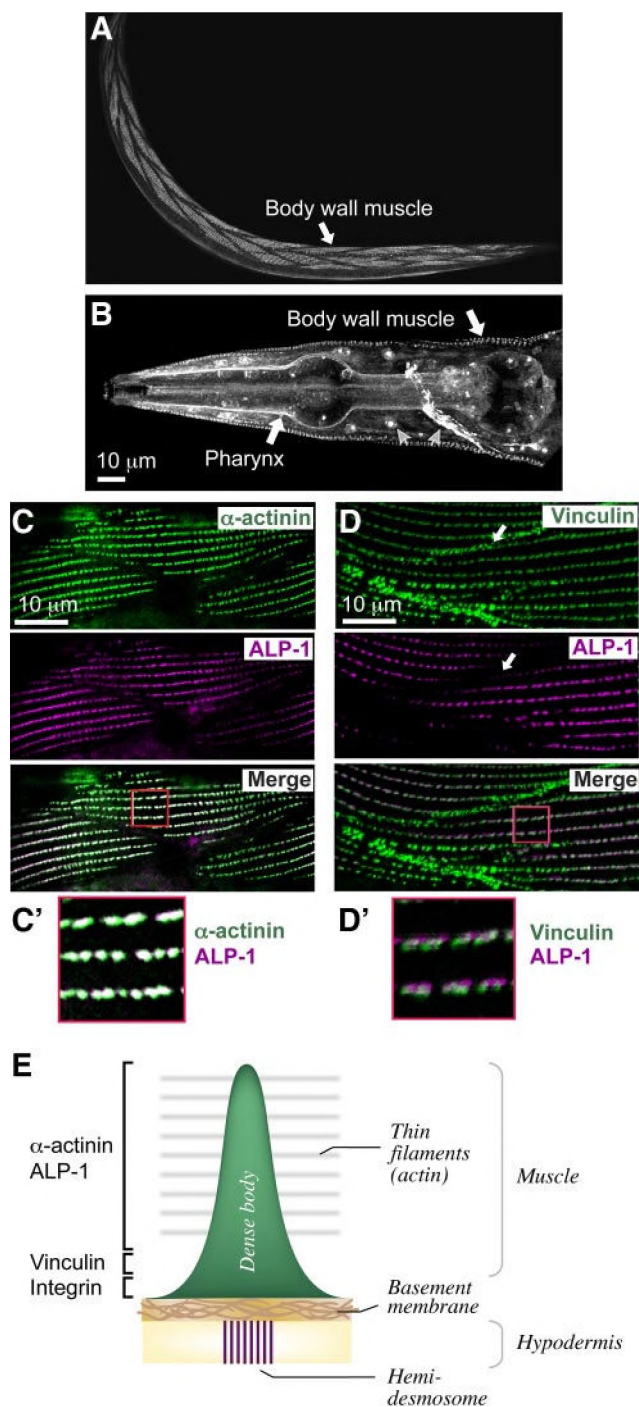 A
Body wall muscle
B
Body wall muscle
Pharynx
10 μm
C
α-actinin
10 μm
ALP-1
Merge
D
Vinculin
10 μm
ALP-1
Merge
C'
α-actinin
ALP-1
D'
Vinculin
ALP-1
E
α-actinin
ALP-1
Vinculin
Integrin
Dense body
Thin
filaments
(actin)
Muscle
Basement
membrane
Hypodermis
Hemi-
desmosome